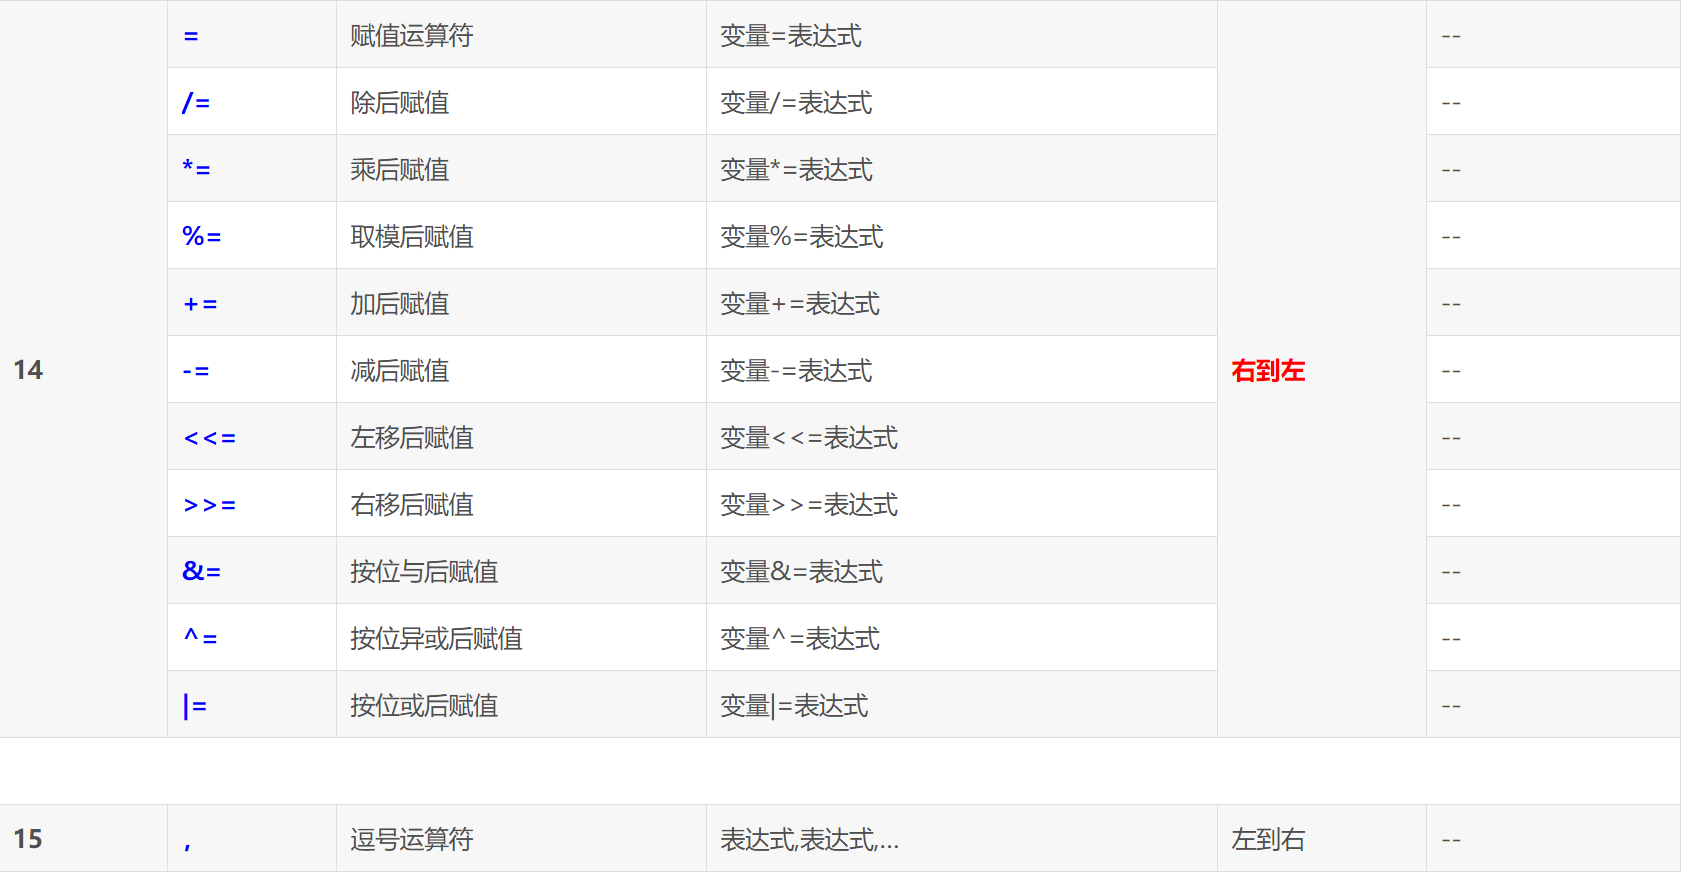 = 赋值运算符 变量=表达式 --
/= 除后赋值 变量/=表达式 --
*= 乘后赋值 变量*=表达式 --
%= 取模后赋值 变量%=表达式 --
+= 加后赋值 变量+=表达式 --
14 -= 减后赋值 变量-=表达式 右到左 --
<<= 左移后赋值 变量<<=表达式 --
>>= 右移后赋值 变量>>=表达式 --
&= 按位与后赋值 变量&=表达式 --
^= 按位异或后赋值 变量^=表达式 --
|= 按位或后赋值 变量|=表达式 --
15 , 逗号运算符 表达式,表达式,... 左到右 --